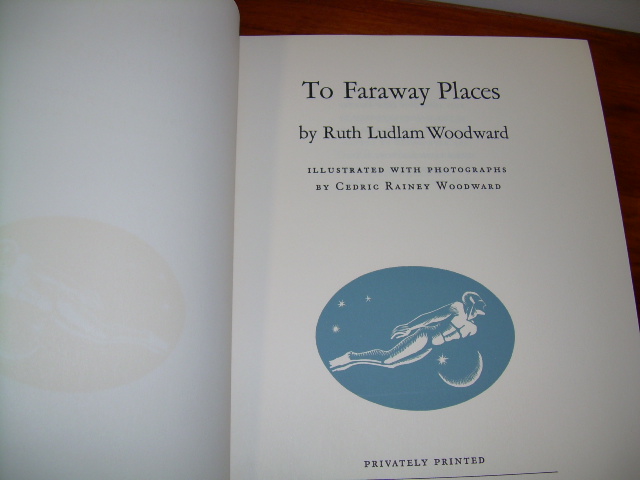 To Faraway Places
by Ruth Ludlam Woodward
ILLUSTRATED WITH PHOTOGRAPHS
BY CEDRIC RAINEY WOODWARD
PRIVATELY PRINTED